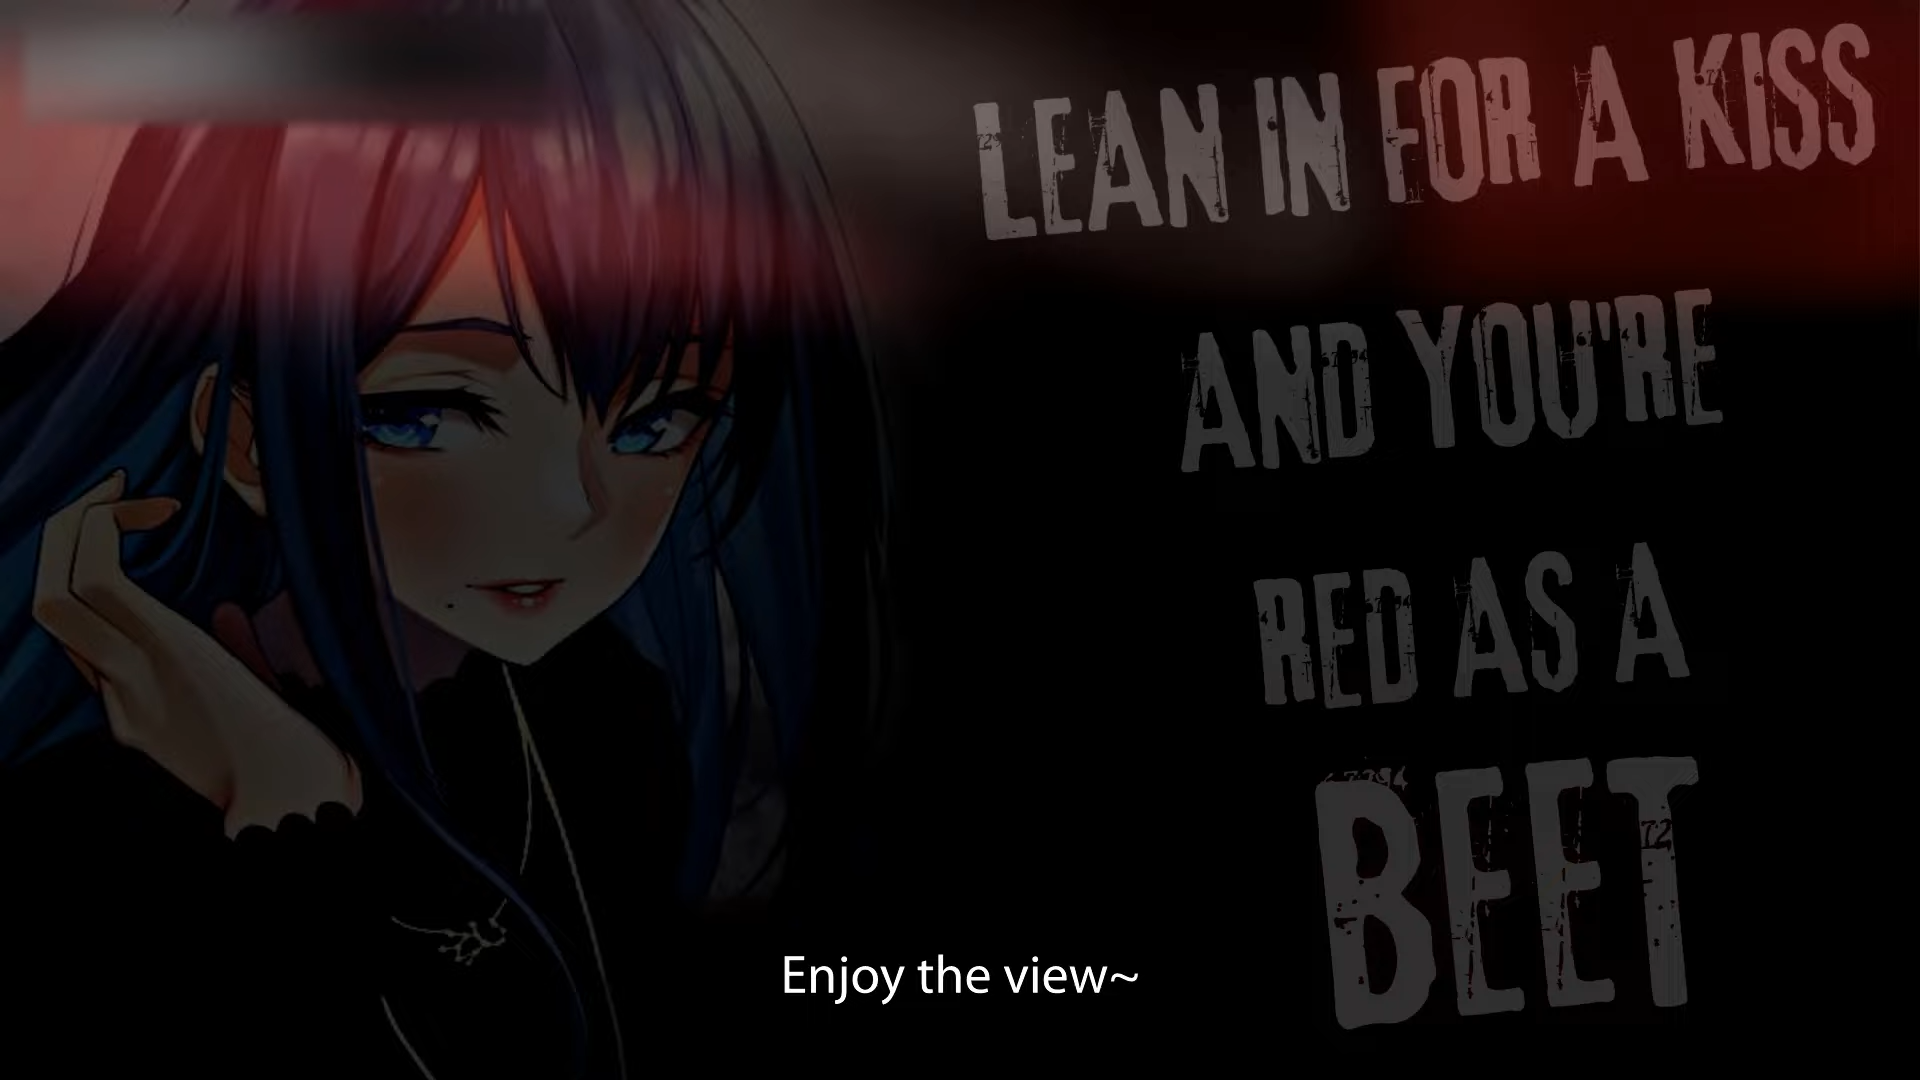 LEAN IN FOR A KISS
AND YOU'RE
RED AS A
BEET
Enjoy the view~